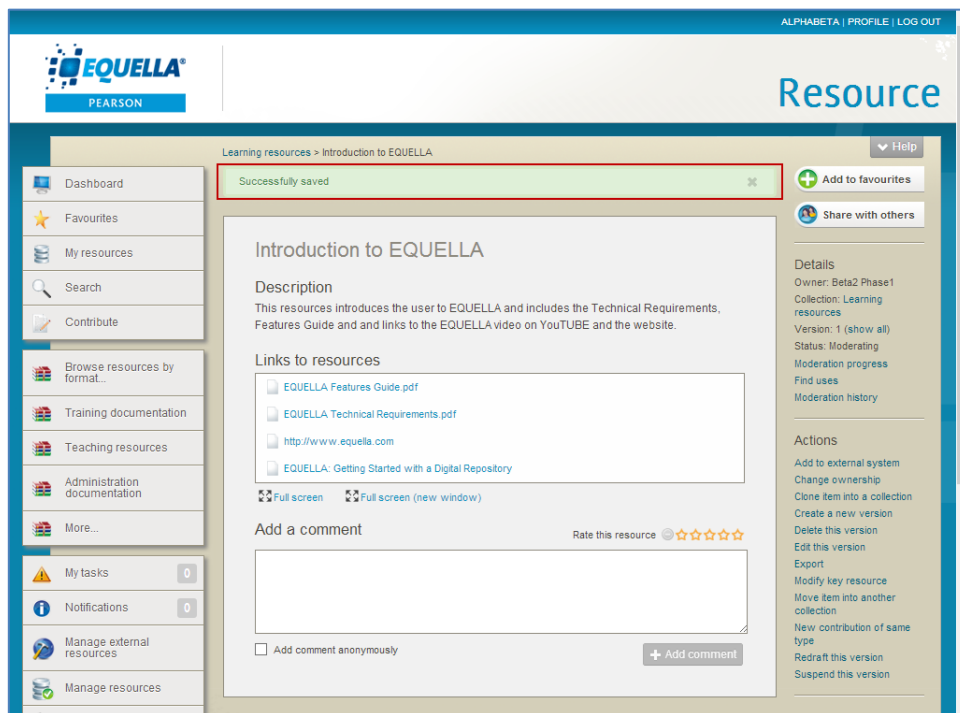 ALPHABETA | PROFILE | LOG OUT
EQUELLA®
PEARSON
Resource
Help
Learning resources > Introduction to EQUELLA
Successfully saved
Dashboard
Favourites
My resources
Search
Contribute
Browse resources by
format...
Training documentation
Teaching resources
Administration
documentation
More...
My tasks 0
Notifications 0
Manage external
resources
Manage resources
Introduction to EQUELLA
Description
This resources introduces the user to EQUELLA and includes the Technical Requirements,
Features Guide and and links to the EQUELLA video on YouTUBE and the website.
Links to resources
EQUELLA Features Guide.pdf
EQUELLA Technical Requirements.pdf
http://www.equella.com
EQUELLA: Getting Started with a Digital Repository
Full screen Full screen (new window)
Add a comment
Rate this resource
Add comment anonymously
Add comment
Add to favourites
Share with others
Details
Owner: Beta2 Phase1
Collection: Learning
resources
Version: 1 (show all)
Status: Moderating
Moderation progress
Find uses
Moderation history
Actions
Add to external system
Change ownership
Clone item into a collection
Create a new version
Delete this version
Edit this version
Export
Modify key resource
Move item into another
collection
New contribution of same
type
Redraft this version
Suspend this version